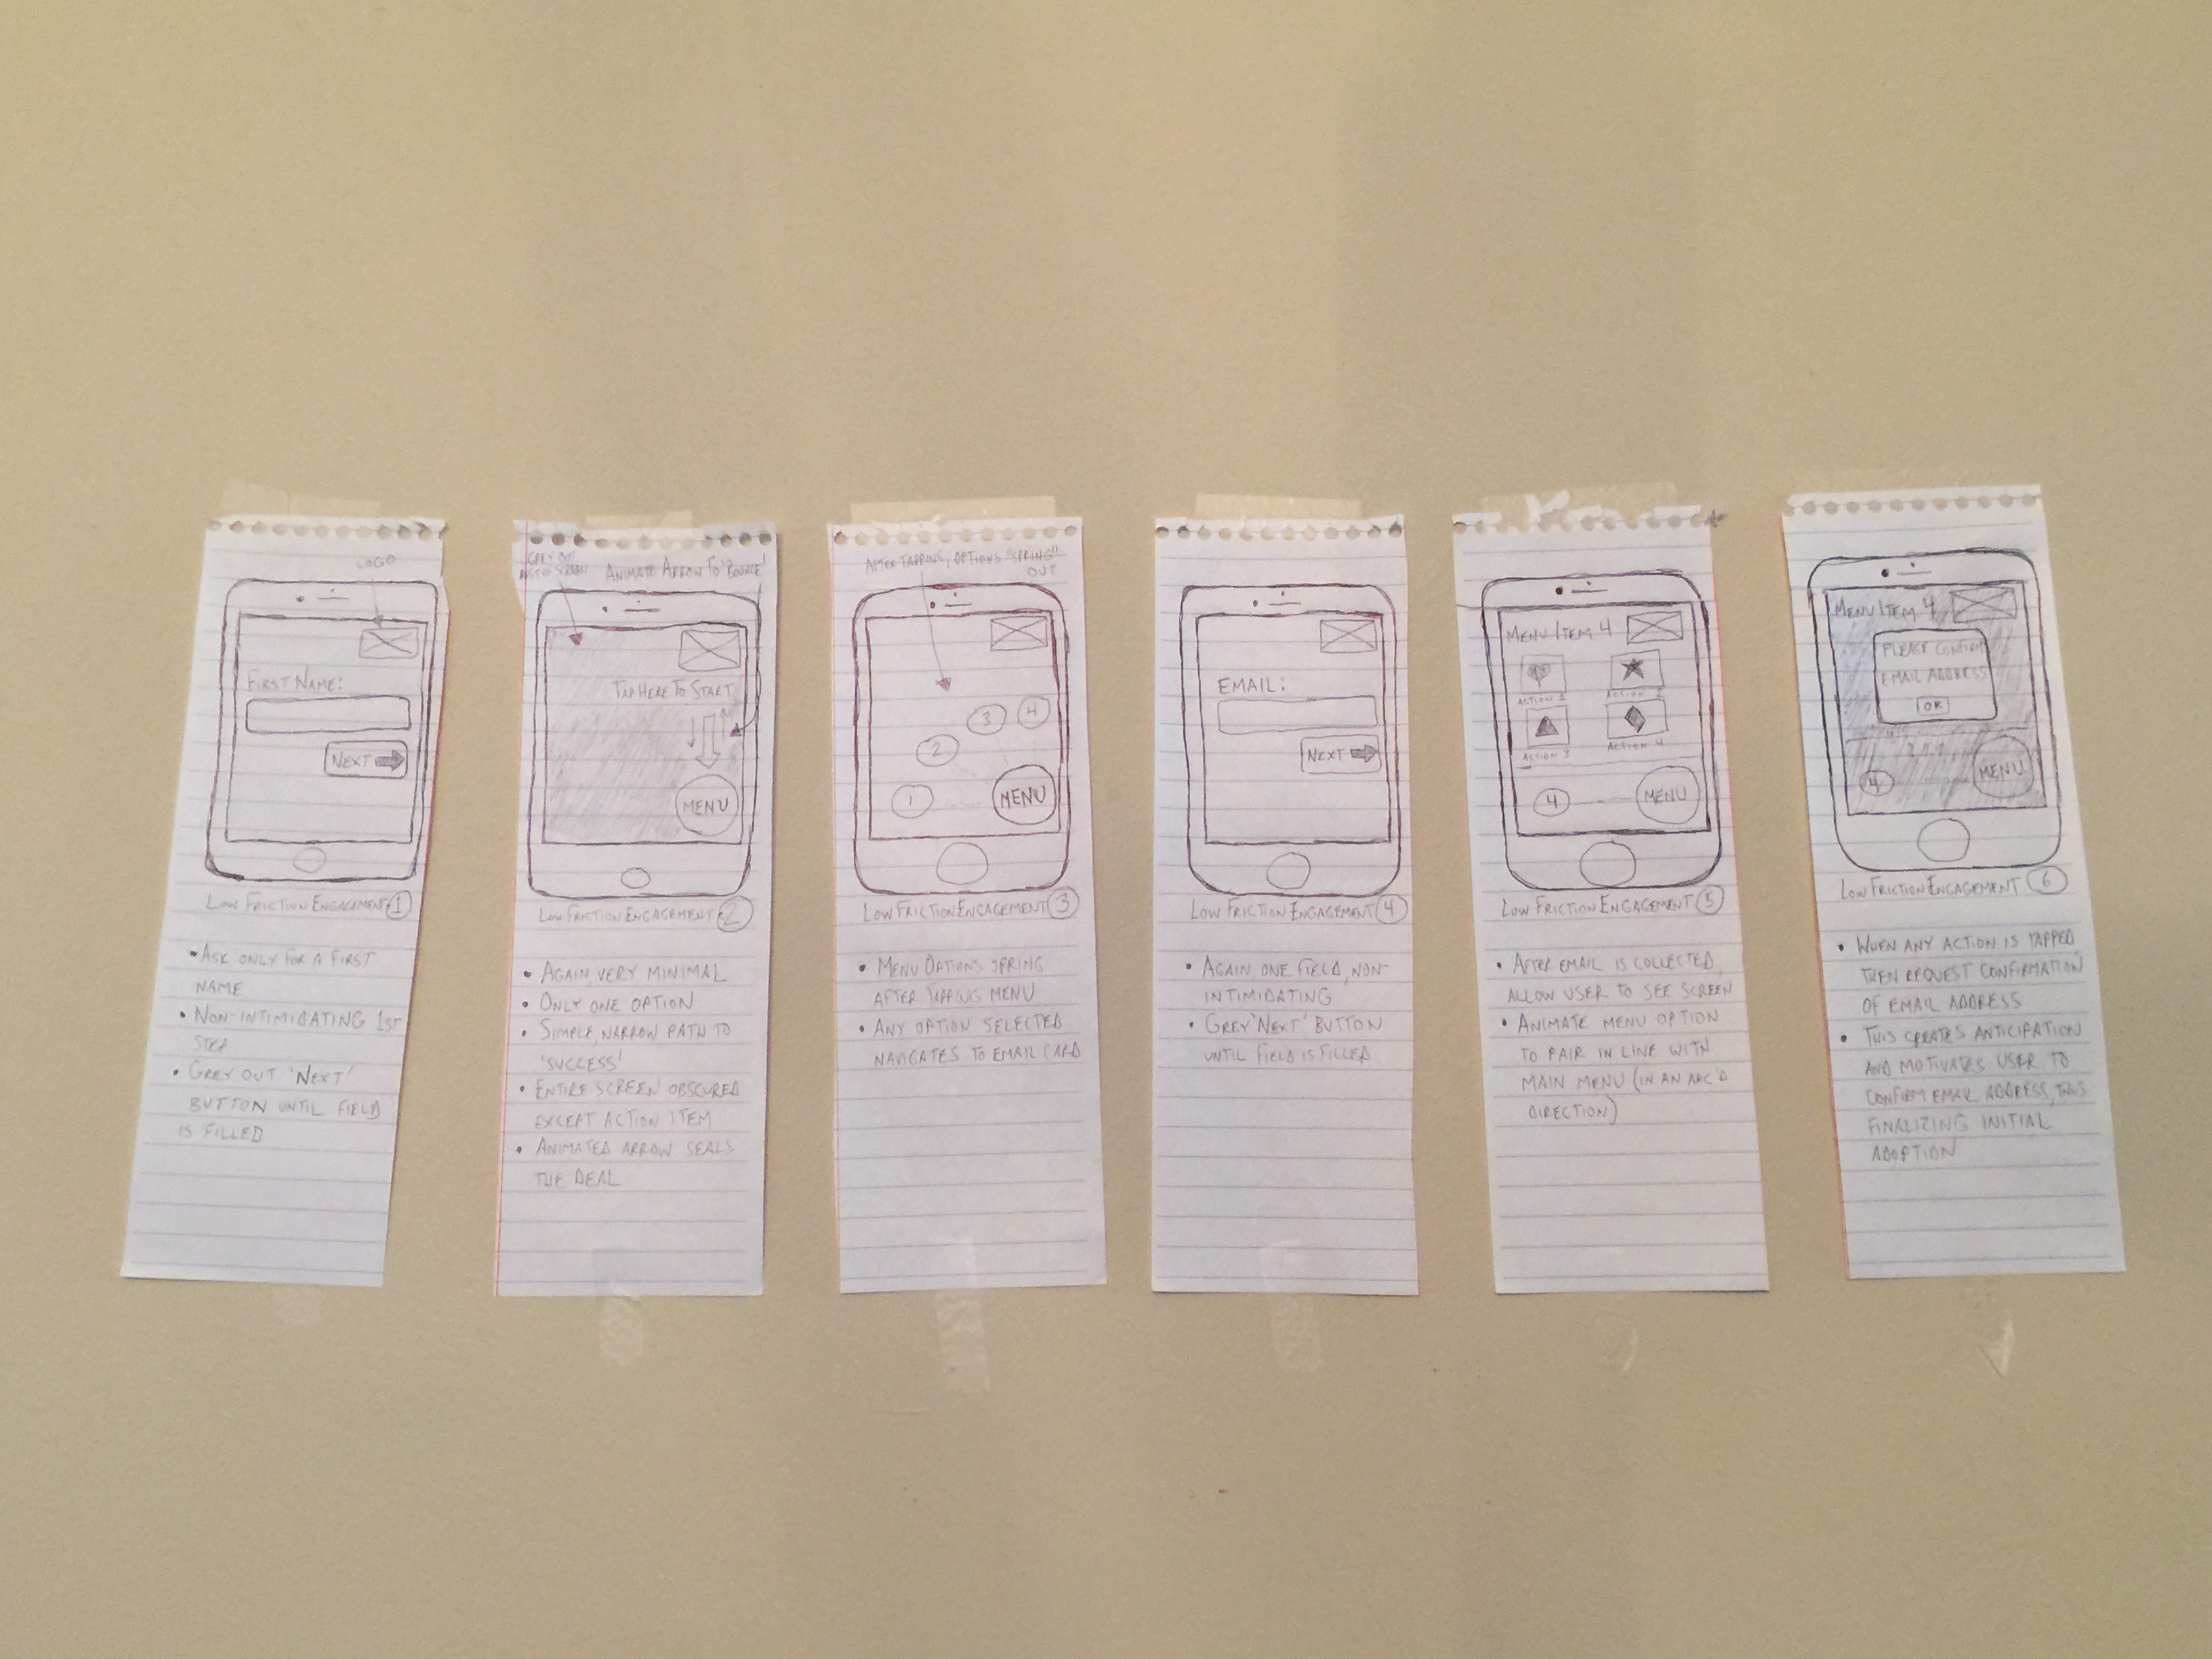 LOGO
FIRST NAME:
NEXT
LOW FRICTION ENGAGEMENT 1
• ASK ONLY FOR A FIRST
NAME
• NON-INTIMIDATING 1ST
STEP
• GREY OUT 'NEXT'
BUTTON UNTIL FIELD
IS FILLED
GREY OUT
REST OF SCREEN
ANIMATE ARROW TO 'BOUNCE'
TAP HERE TO START
MENU
LOW FRICTION ENGAGEMENT 2
• AGAIN, VERY MINIMAL
• ONLY ONE OPTION
• SIMPLE, NARROW PATH TO
'SUCCESS'
• ENTIRE SCREEN OBSCURED
EXCEPT ACTION ITEM
• ANIMATED ARROW SEALS
THE DEAL
AFTER TAPPING, OPTIONS "SPRING"
OUT
3 4
2
1 MENU
LOW FRICTION ENGAGEMENT 3
• MENU OPTIONS SPRING
AFTER TAPPING MENU
• ANY OPTION SELECTED
NAVIGATES TO EMAIL CARD
EMAIL:
NEXT
LOW FRICTION ENGAGEMENT 4
• AGAIN ONE FIELD, NON-
INTIMIDATING
• GREY 'NEXT' BUTTON
UNTIL FIELD IS FILLED
MENU ITEM 4
ACTION 1 ACTION 2
ACTION 3 ACTION 4
4 MENU
LOW FRICTION ENGAGEMENT 5
• AFTER EMAIL IS COLLECTED,
ALLOW USER TO SEE SCREEN
• ANIMATE MENU OPTION
TO PAIR IN LINE WITH
MAIN MENU (IN AN ARC'D
DIRECTION)
MENU ITEM 4
PLEASE CONFIRM
EMAIL ADDRESS
OK
4 MENU
LOW FRICTION ENGAGEMENT 6
• WHEN ANY ACTION IS TAPPED,
THEN REQUEST CONFIRMATION
OF EMAIL ADDRESS
• THIS CREATES ANTICIPATION
AND MOTIVATES USER TO
CONFIRM EMAIL ADDRESS, THUS
FINALIZING INITIAL
ADOPTION